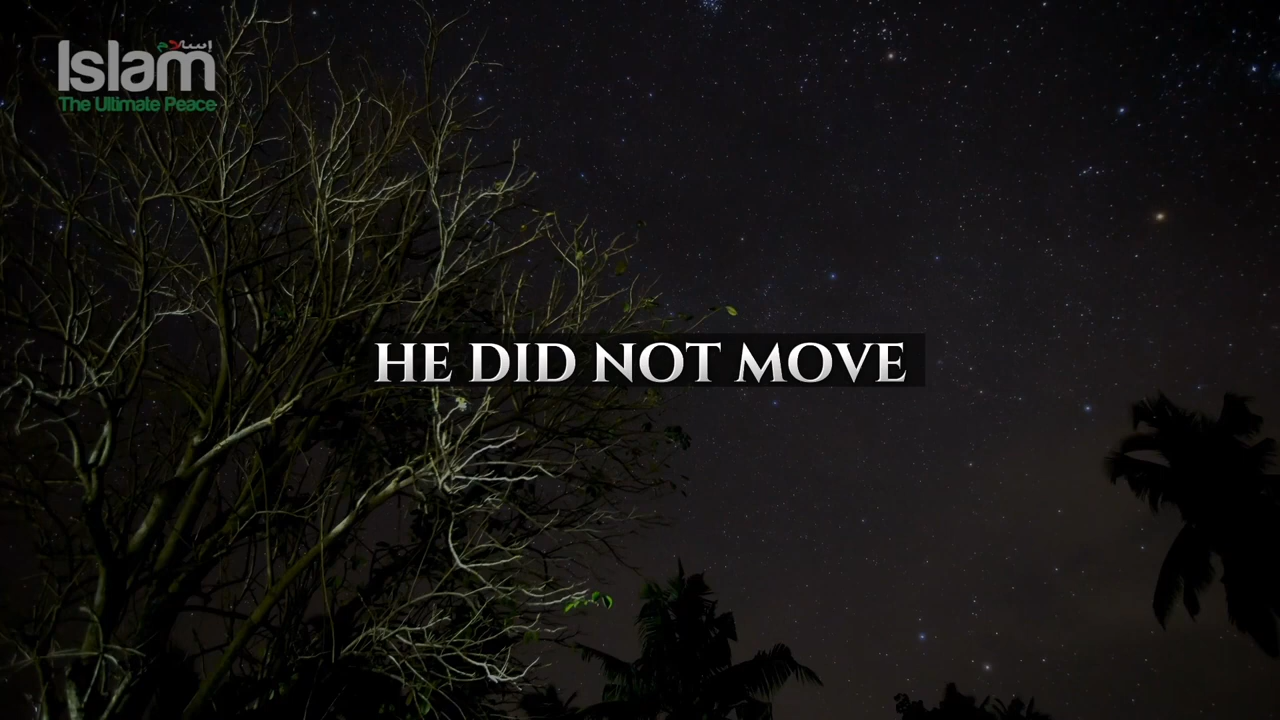 إسلام
Islam
The Ultimate Peace
HE DID NOT MOVE